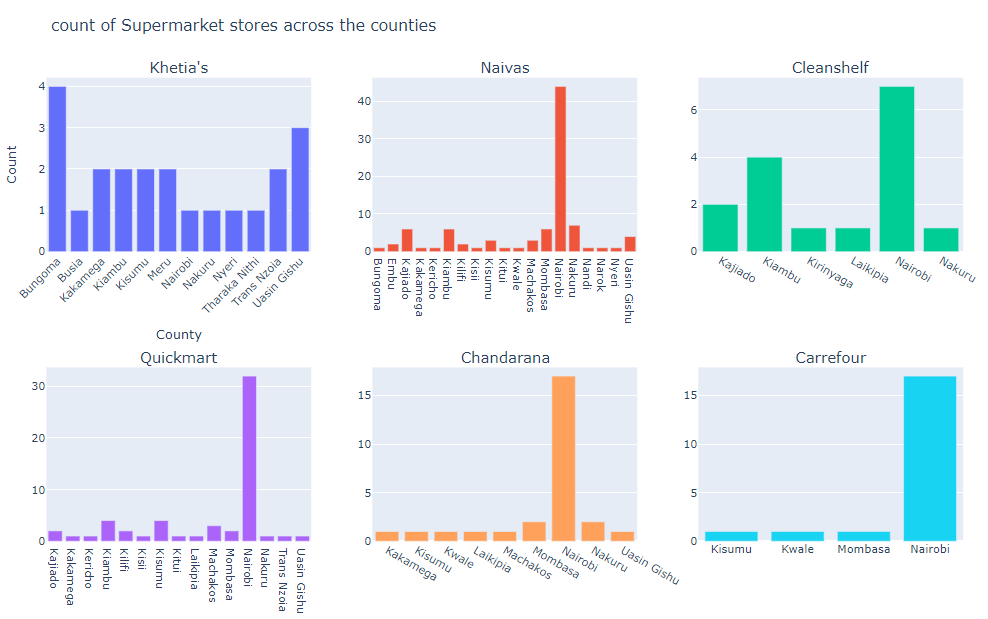 count of Supermarket stores across the counties
Khetia's
Naivas
Cleanshelf
Count
4
3
2
1
0
Bungoma
Busia
Kakamega
Kiambu
Kisumu
Meru
Nairobi
Nakuru
Nyeri
Tharaka Nithi
Trans Nzoia
Uasin Gishu
County
40
30
20
10
0
Bungoma
Embu
Kajiado
Kakamega
Kericho
Kiambu
Kilifi
Kisii
Kisumu
Kitui
Kwale
Machakos
Mombasa
Nairobi
Nakuru
Nandi
Narok
Nyeri
Uasin Gishu
6
4
2
0
Kajiado
Kiambu
Kirinyaga
Laikipia
Nairobi
Nakuru
Quickmart
Chandarana
Carrefour
30
20
10
0
Kajiado
Kakamega
Kericho
Kiambu
Kilifi
Kisii
Kisumu
Kitui
Laikipia
Machakos
Mombasa
Nairobi
Nakuru
Trans Nzoia
Uasin Gishu
15
10
5
0
Kakamega
Kisumu
Kwale
Laikipia
Machakos
Mombasa
Nairobi
Nakuru
Uasin Gishu
15
10
5
0
Kisumu
Kwale
Mombasa
Nairobi